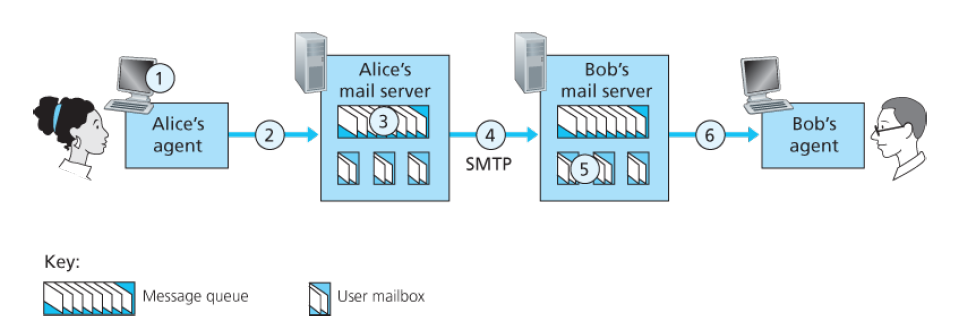 1
Alice's
agent
2
Alice's
mail server
3
4
SMTP
Bob's
mail server
5
6
Bob's
agent
Key:
Message queue
User mailbox